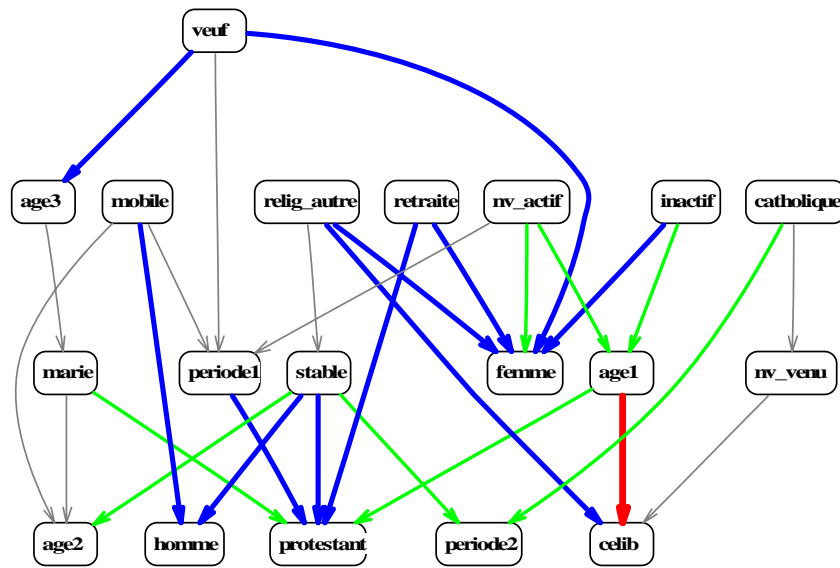 veuf
age3 mobile relig_autre retraite nv_actif inactif catholique
marie periode1 stable femme age1 nv_venu
age2 homme protestant periode2 celib